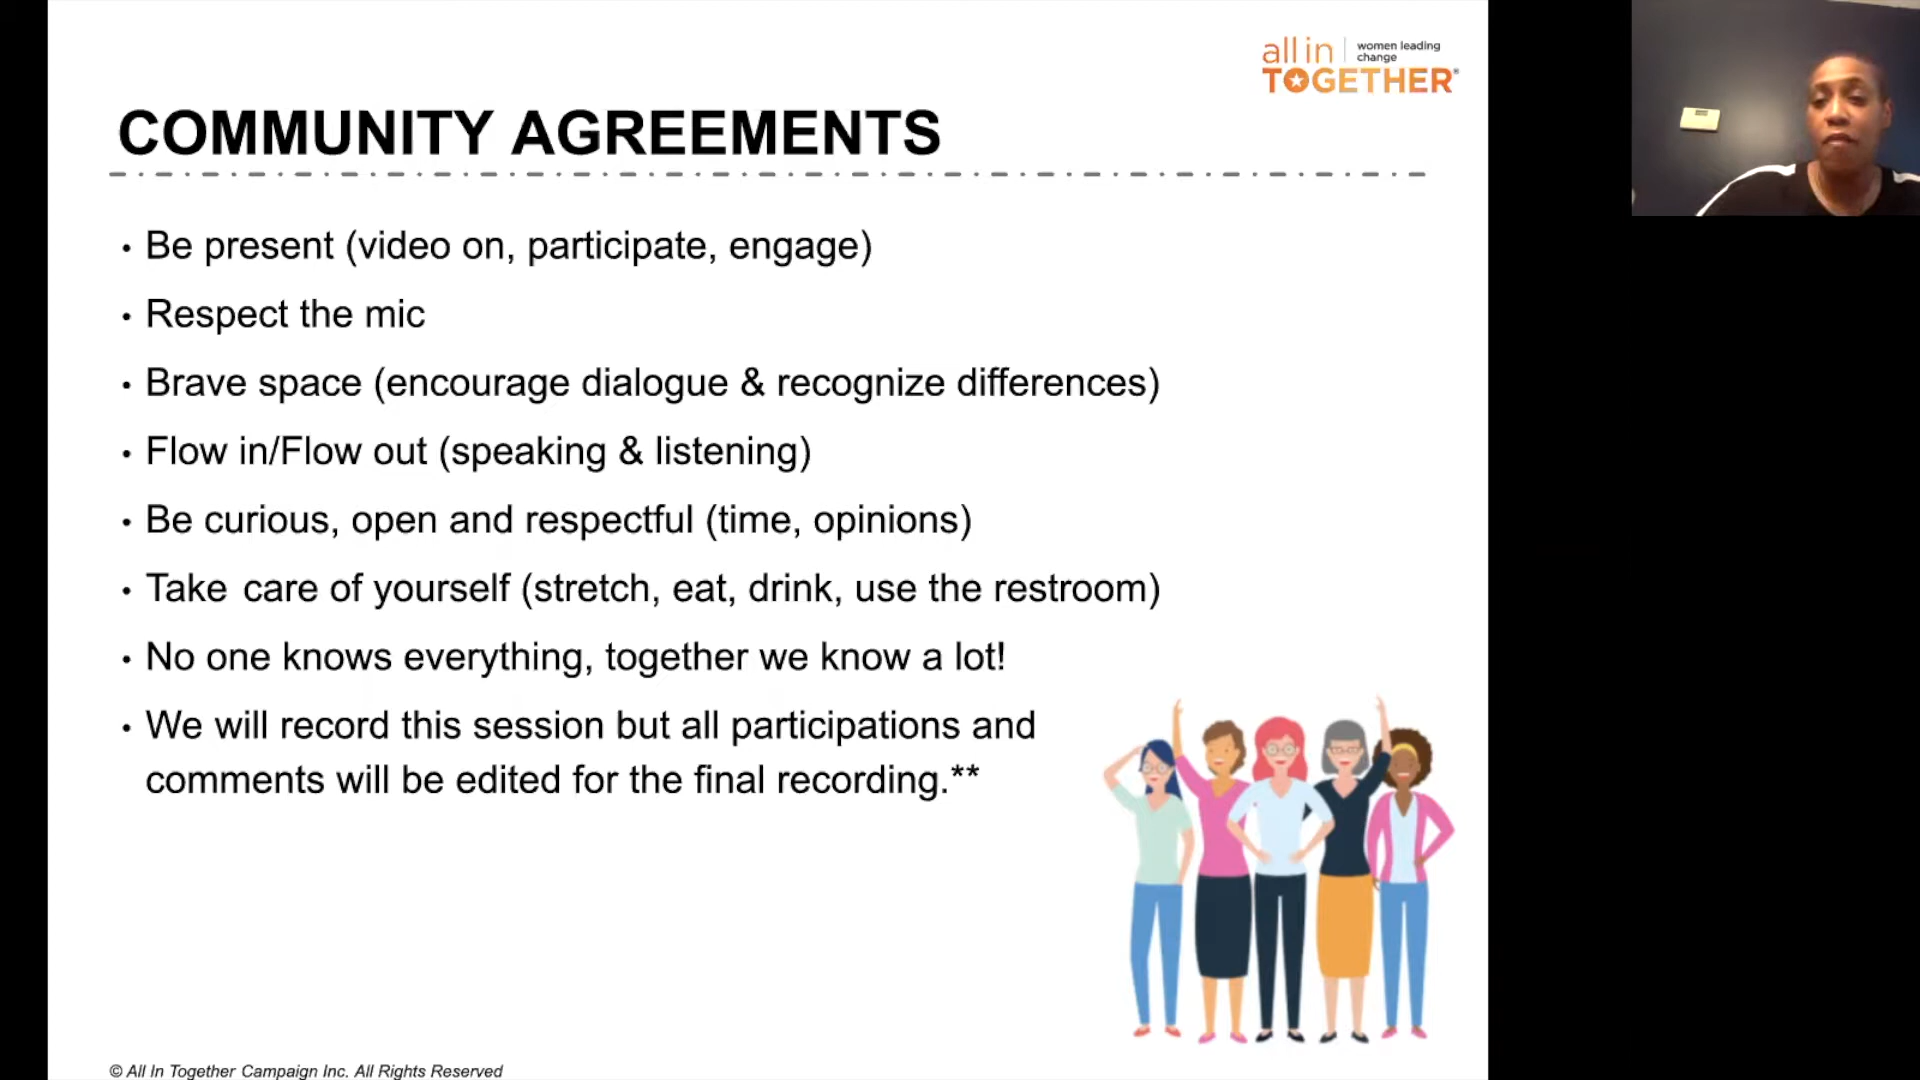 all in
women leading
change
TOGETHER®
COMMUNITY AGREEMENTS
• Be present (video on, participate, engage)
• Respect the mic
• Brave space (encourage dialogue & recognize differences)
• Flow in/Flow out (speaking & listening)
• Be curious, open and respectful (time, opinions)
• Take care of yourself (stretch, eat, drink, use the restroom)
• No one knows everything, together we know a lot!
• We will record this session but all participations and
comments will be edited for the final recording.**
© All In Together Campaign Inc. All Rights Reserved